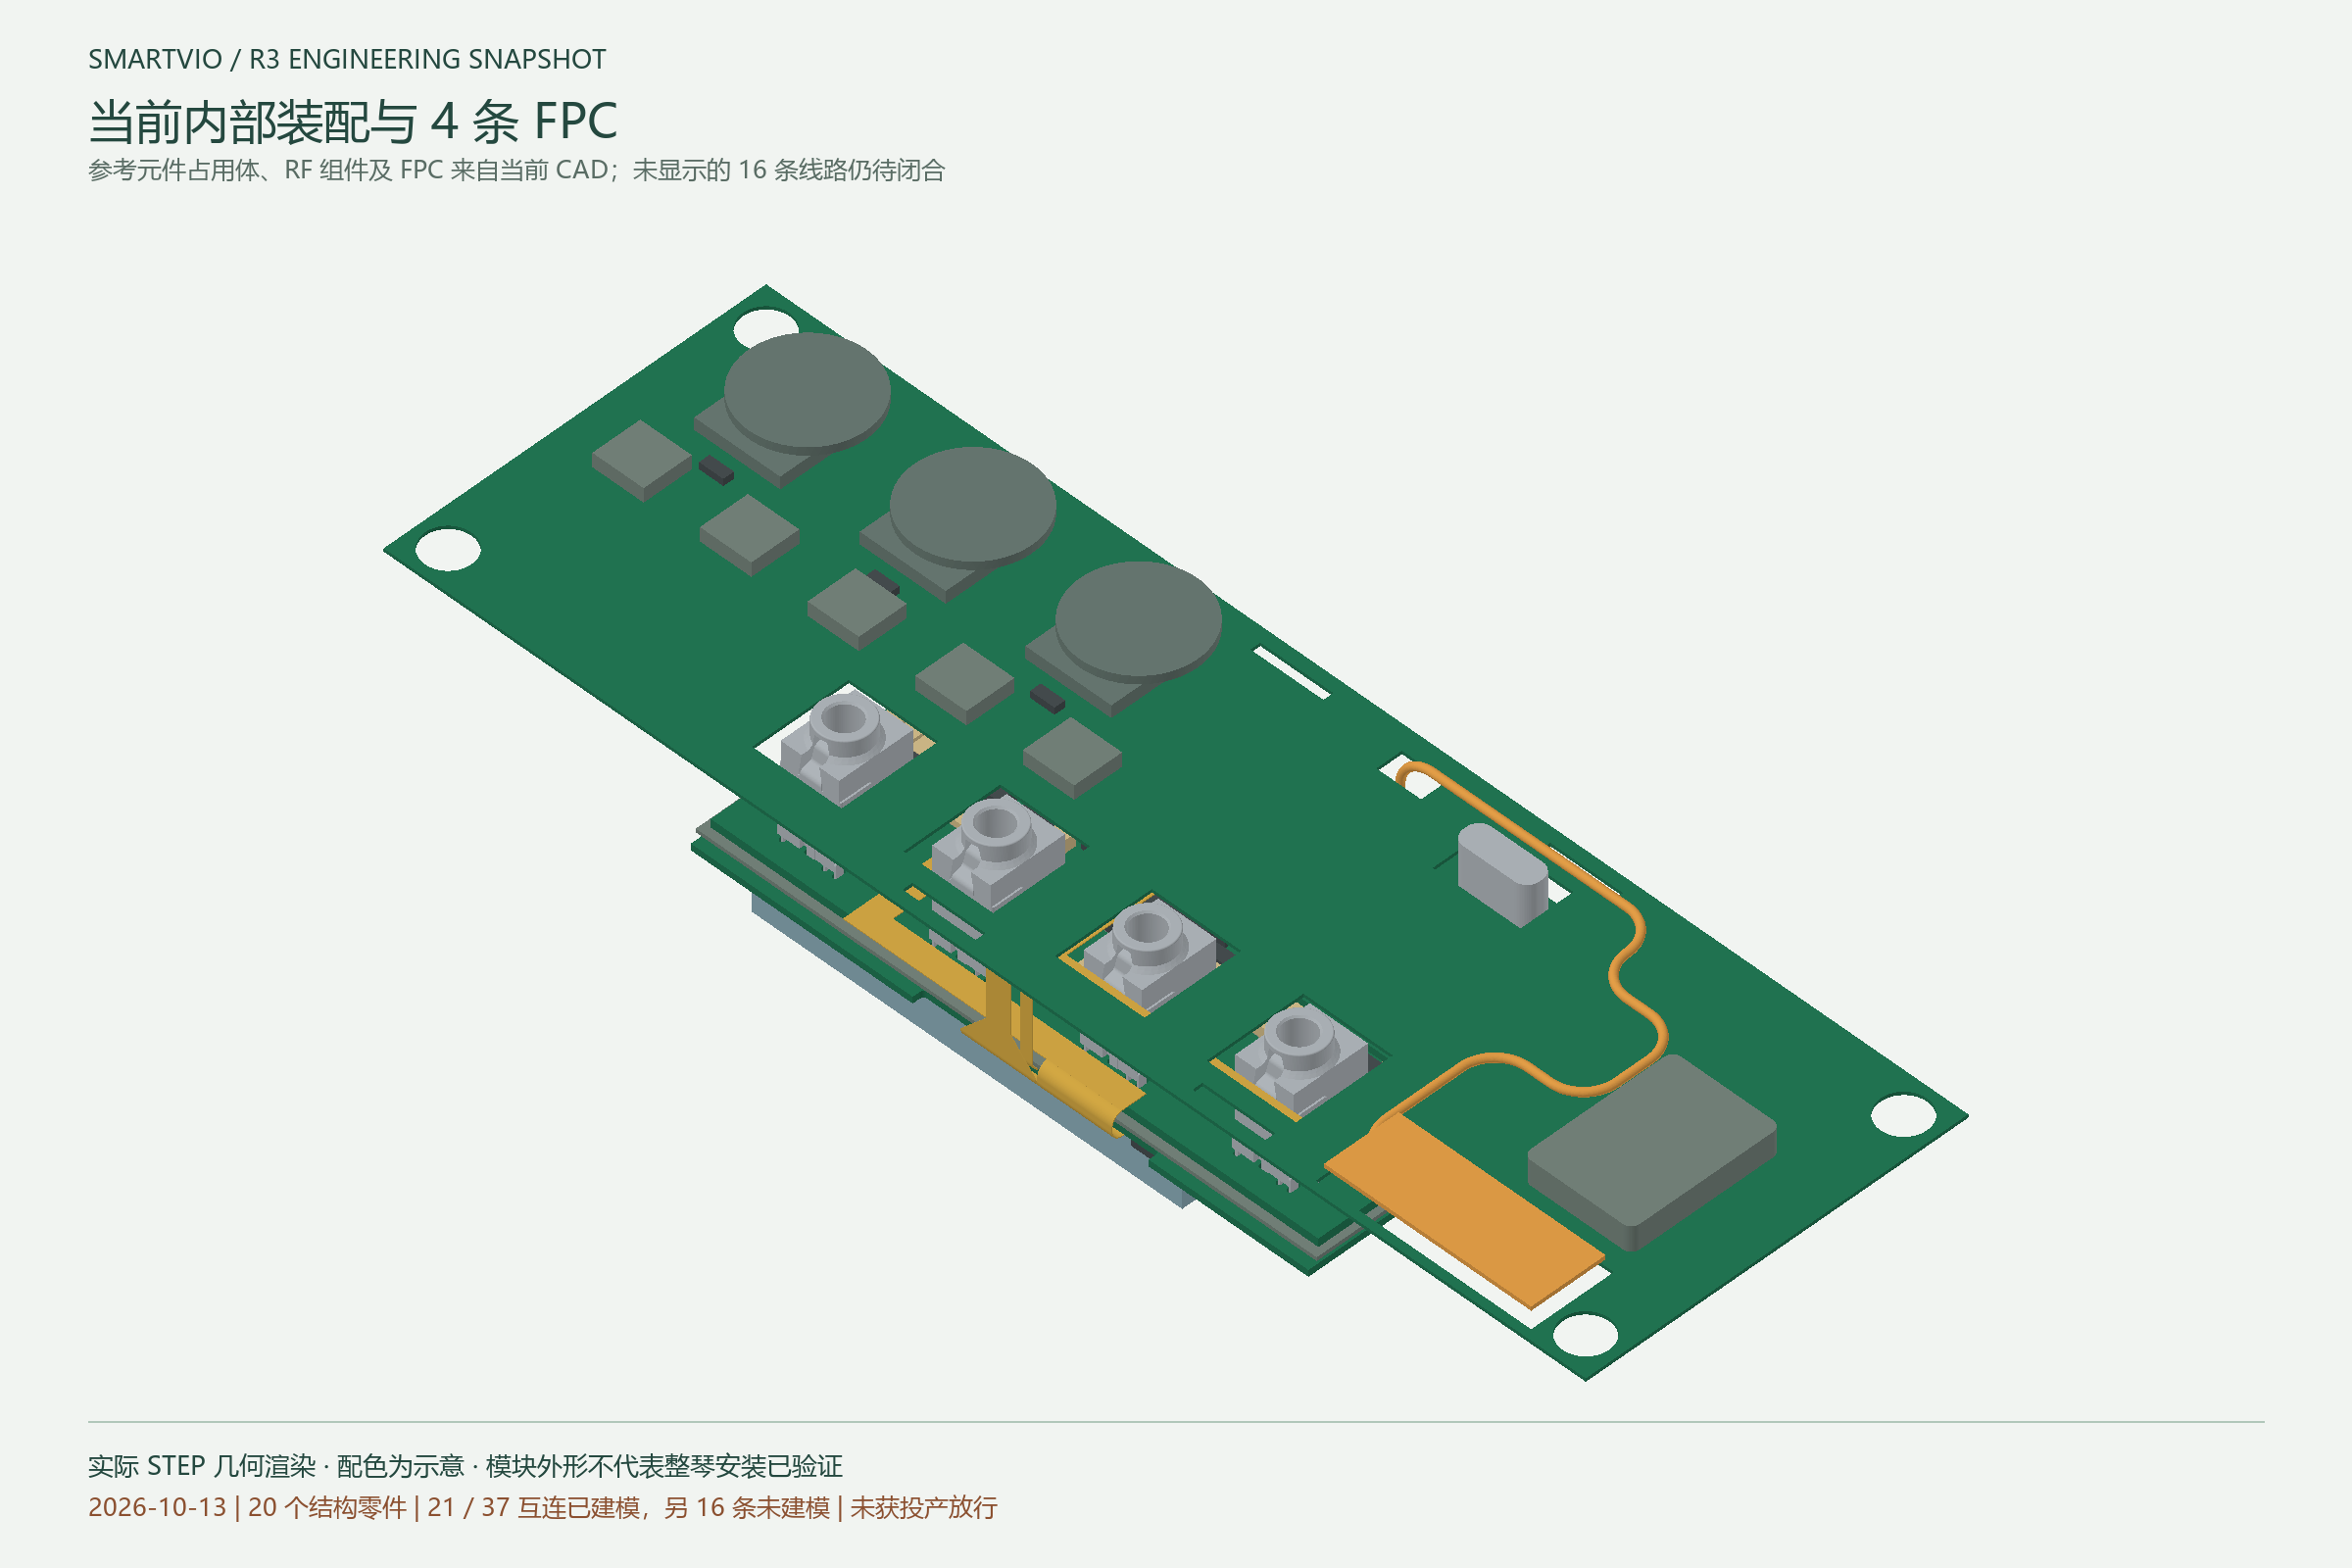 SMARTVIO / R3 ENGINEERING SNAPSHOT
当前内部装配与 4 条 FPC
参考元件占用体、RF 组件及 FPC 来自当前 CAD；未显示的 16 条线路仍待闭合
实际 STEP 几何渲染 · 配色为示意 · 模块外形不代表整琴安装已验证
2026-10-13 | 20 个结构零件 | 21 / 37 互连已建模，另 16 条未建模 | 未获投产放行